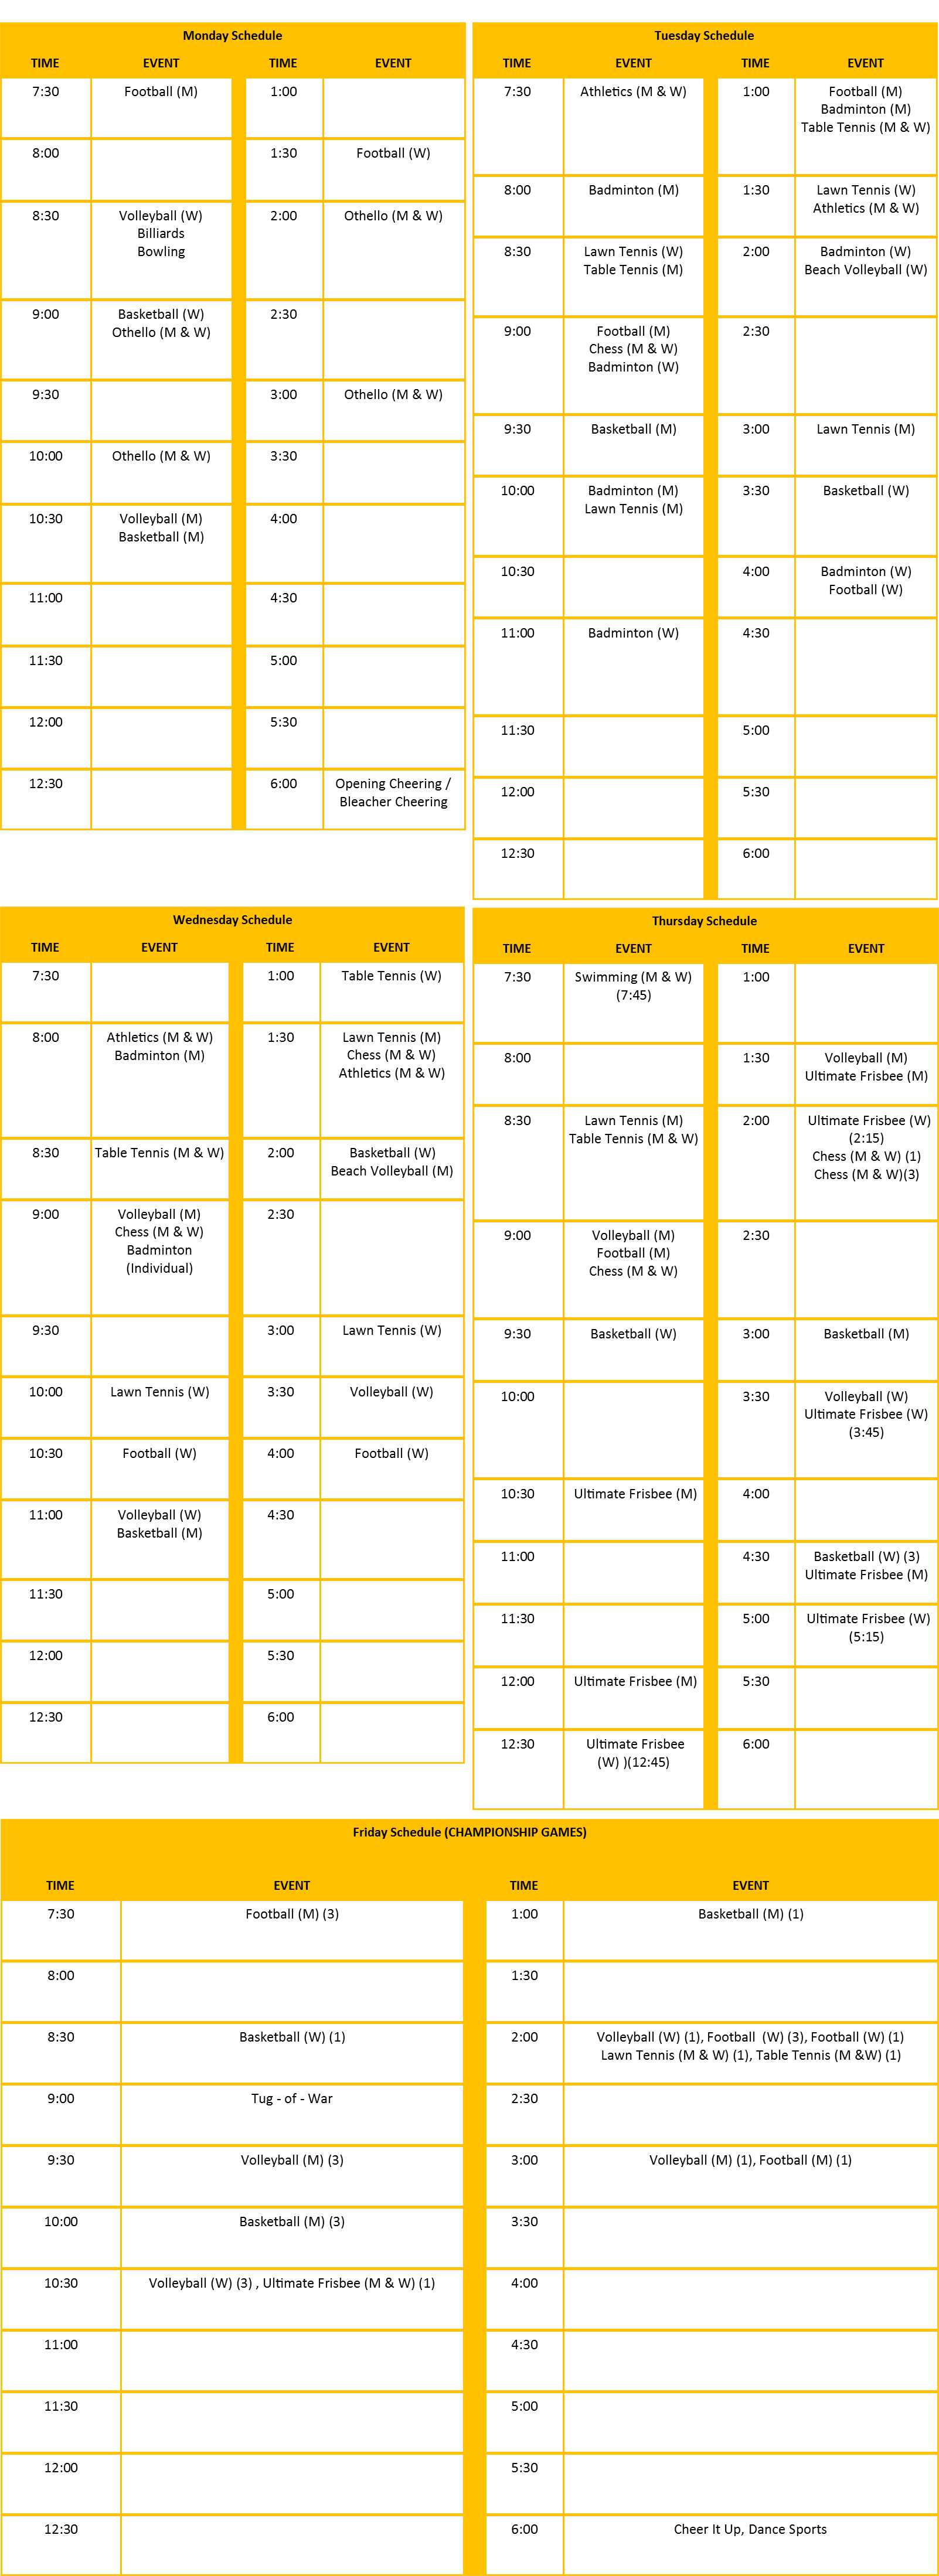 Monday Schedule
TIME EVENT TIME EVENT
7:30 Football (M) 1:00
8:00 1:30 Football (W)
8:30 Volleyball (W) 2:00 Othello (M & W)
Billiards
Bowling
9:00 Basketball (W) 2:30
Othello (M & W)
9:30 3:00 Othello (M & W)
10:00 Othello (M & W) 3:30
10:30 Volleyball (M) 4:00
Basketball (M)
11:00 4:30
11:30 5:00
12:00 5:30
12:30 6:00 Opening Cheering /
Bleacher Cheering
Tuesday Schedule
TIME EVENT TIME EVENT
7:30 Athletics (M & W) 1:00 Football (M)
Badminton (M)
Table Tennis (M & W)
8:00 Badminton (M) 1:30 Lawn Tennis (W)
Athletics (M & W)
8:30 Lawn Tennis (W) 2:00 Badminton (W)
Table Tennis (M) Beach Volleyball (W)
9:00 Football (M) 2:30
Chess (M & W)
Badminton (W)
9:30 Basketball (M) 3:00 Lawn Tennis (M)
10:00 Badminton (M) 3:30 Basketball (W)
Lawn Tennis (M)
10:30 4:00 Badminton (W)
Football (W)
11:00 Badminton (W) 4:30
11:30 5:00
12:00 5:30
12:30 6:00
Wednesday Schedule
TIME EVENT TIME EVENT
7:30 1:00 Table Tennis (W)
8:00 Athletics (M & W) 1:30 Lawn Tennis (M)
Badminton (M) Chess (M & W)
Athletics (M & W)
8:30 Table Tennis (M & W) 2:00 Basketball (W)
Beach Volleyball (M)
9:00 Volleyball (M) 2:30
Chess (M & W)
Badminton
(Individual)
9:30 3:00 Lawn Tennis (W)
10:00 Lawn Tennis (W) 3:30 Volleyball (W)
10:30 Football (W) 4:00 Football (W)
11:00 Volleyball (W) 4:30
Basketball (M)
11:30 5:00
12:00 5:30
12:30 6:00
Thursday Schedule
TIME EVENT TIME EVENT
7:30 Swimming (M & W) 1:00
(7:45)
8:00 1:30 Volleyball (M)
Ultimate Frisbee (M)
8:30 Lawn Tennis (M) 2:00 Ultimate Frisbee (W)
Table Tennis (M & W) (2:15)
Chess (M & W) (1)
Chess (M & W)(3)
9:00 Volleyball (M) 2:30
Football (M)
Chess (M & W)
9:30 Basketball (W) 3:00 Basketball (M)
10:00 3:30 Volleyball (W)
Ultimate Frisbee (W)
(3:45)
10:30 Ultimate Frisbee (M) 4:00
11:00 4:30 Basketball (W) (3)
Ultimate Frisbee (M)
11:30 5:00 Ultimate Frisbee (W)
(5:15)
12:00 Ultimate Frisbee (M) 5:30
12:30 Ultimate Frisbee 6:00
(W) )(12:45)
Friday Schedule (CHAMPIONSHIP GAMES)
TIME EVENT TIME EVENT
7:30 Football (M) (3) 1:00 Basketball (M) (1)
8:00 1:30
8:30 Basketball (W) (1) 2:00 Volleyball (W) (1), Football (W) (3), Football (W) (1)
Lawn Tennis (M & W) (1), Table Tennis (M &W) (1)
9:00 Tug - of - War 2:30
9:30 Volleyball (M) (3) 3:00 Volleyball (M) (1), Football (M) (1)
10:00 Basketball (M) (3) 3:30
10:30 Volleyball (W) (3) , Ultimate Frisbee (M & W) (1) 4:00
11:00 4:30
11:30 5:00
12:00 5:30
12:30 6:00 Cheer It Up, Dance Sports